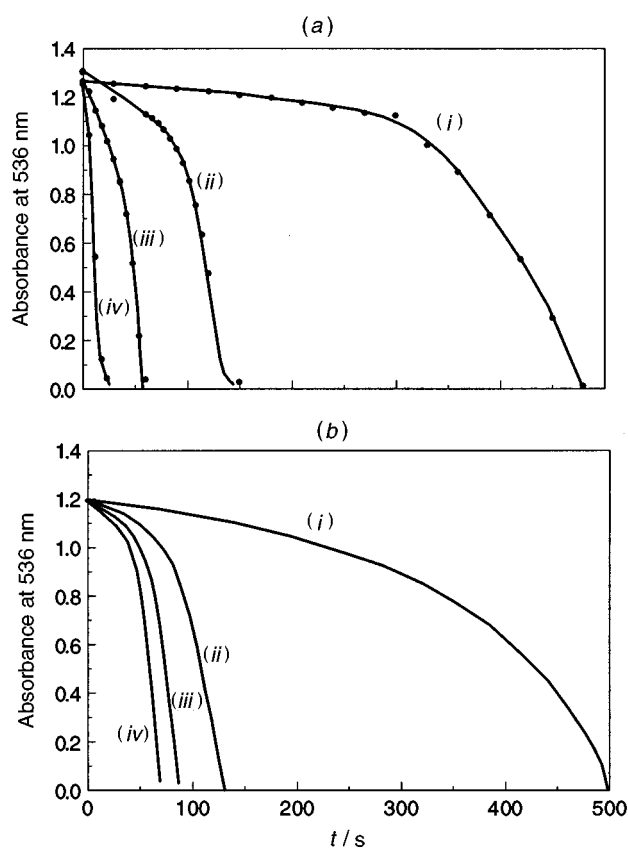 (a)
1.4
1.2
1.0
0.8
0.6
0.4
0.2
0.0
Absorbance at 536 nm
(i)
(ii)
(iii)
(iv)
(b)
1.4
1.2
1.0
0.8
0.6
0.4
0.2
0.0
Absorbance at 536 nm
(i)
(ii)
(iii)
(iv)
0 100 200 300 400 500
t / s